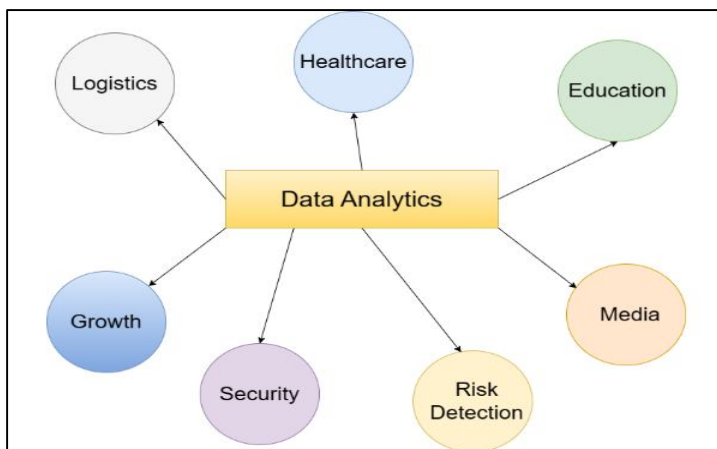 Healthcare
Logistics
Education
Data Analytics
Growth
Media
Security
Risk
Detection